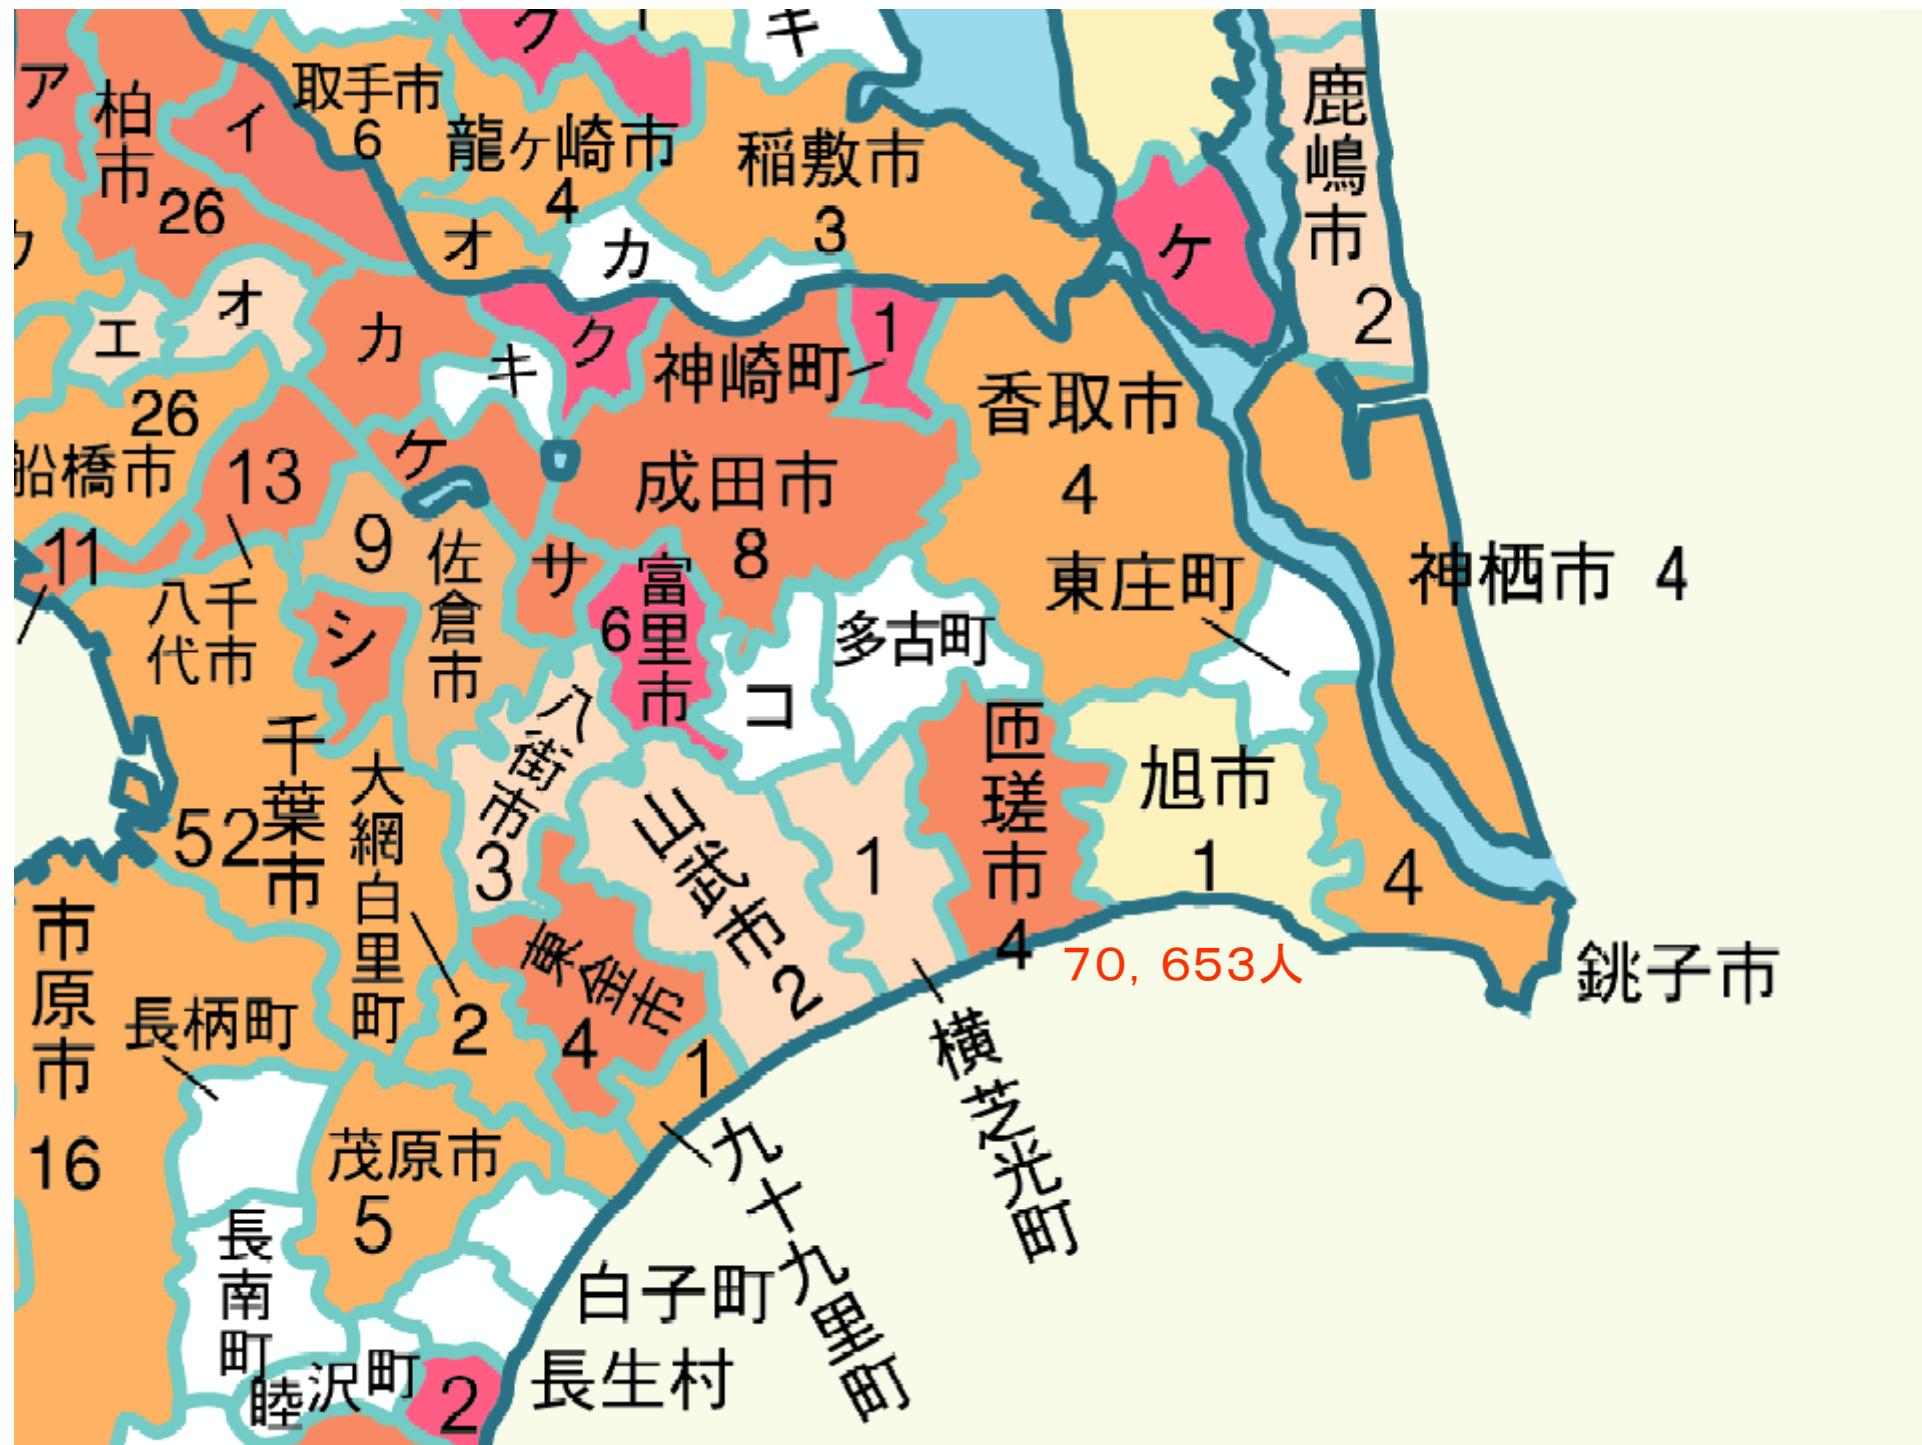 ア
柏市
26
イ
取手市
6
ク
龍ヶ崎市
4
キ
稲敷市
3
鹿嶋市
2
オ
カ
ケ
エ
オ
カ
キ
ク
神崎町
1
香取市
4
26
船橋市
13
ケ
成田市
8
11
八千代市
9
佐倉市
サ
富里市
6
東庄町
神栖市 4
シ
コ
多古町
千葉市
52
大網白里町
2
八街市
3
山武市
2
1
匝瑳市
4
旭市
1
4
銚子市
70, 653人
市原市
16
長柄町
東金市
4
1
横芝光町
九十九里町
茂原市
5
長南町
白子町
睦沢町
2
長生村